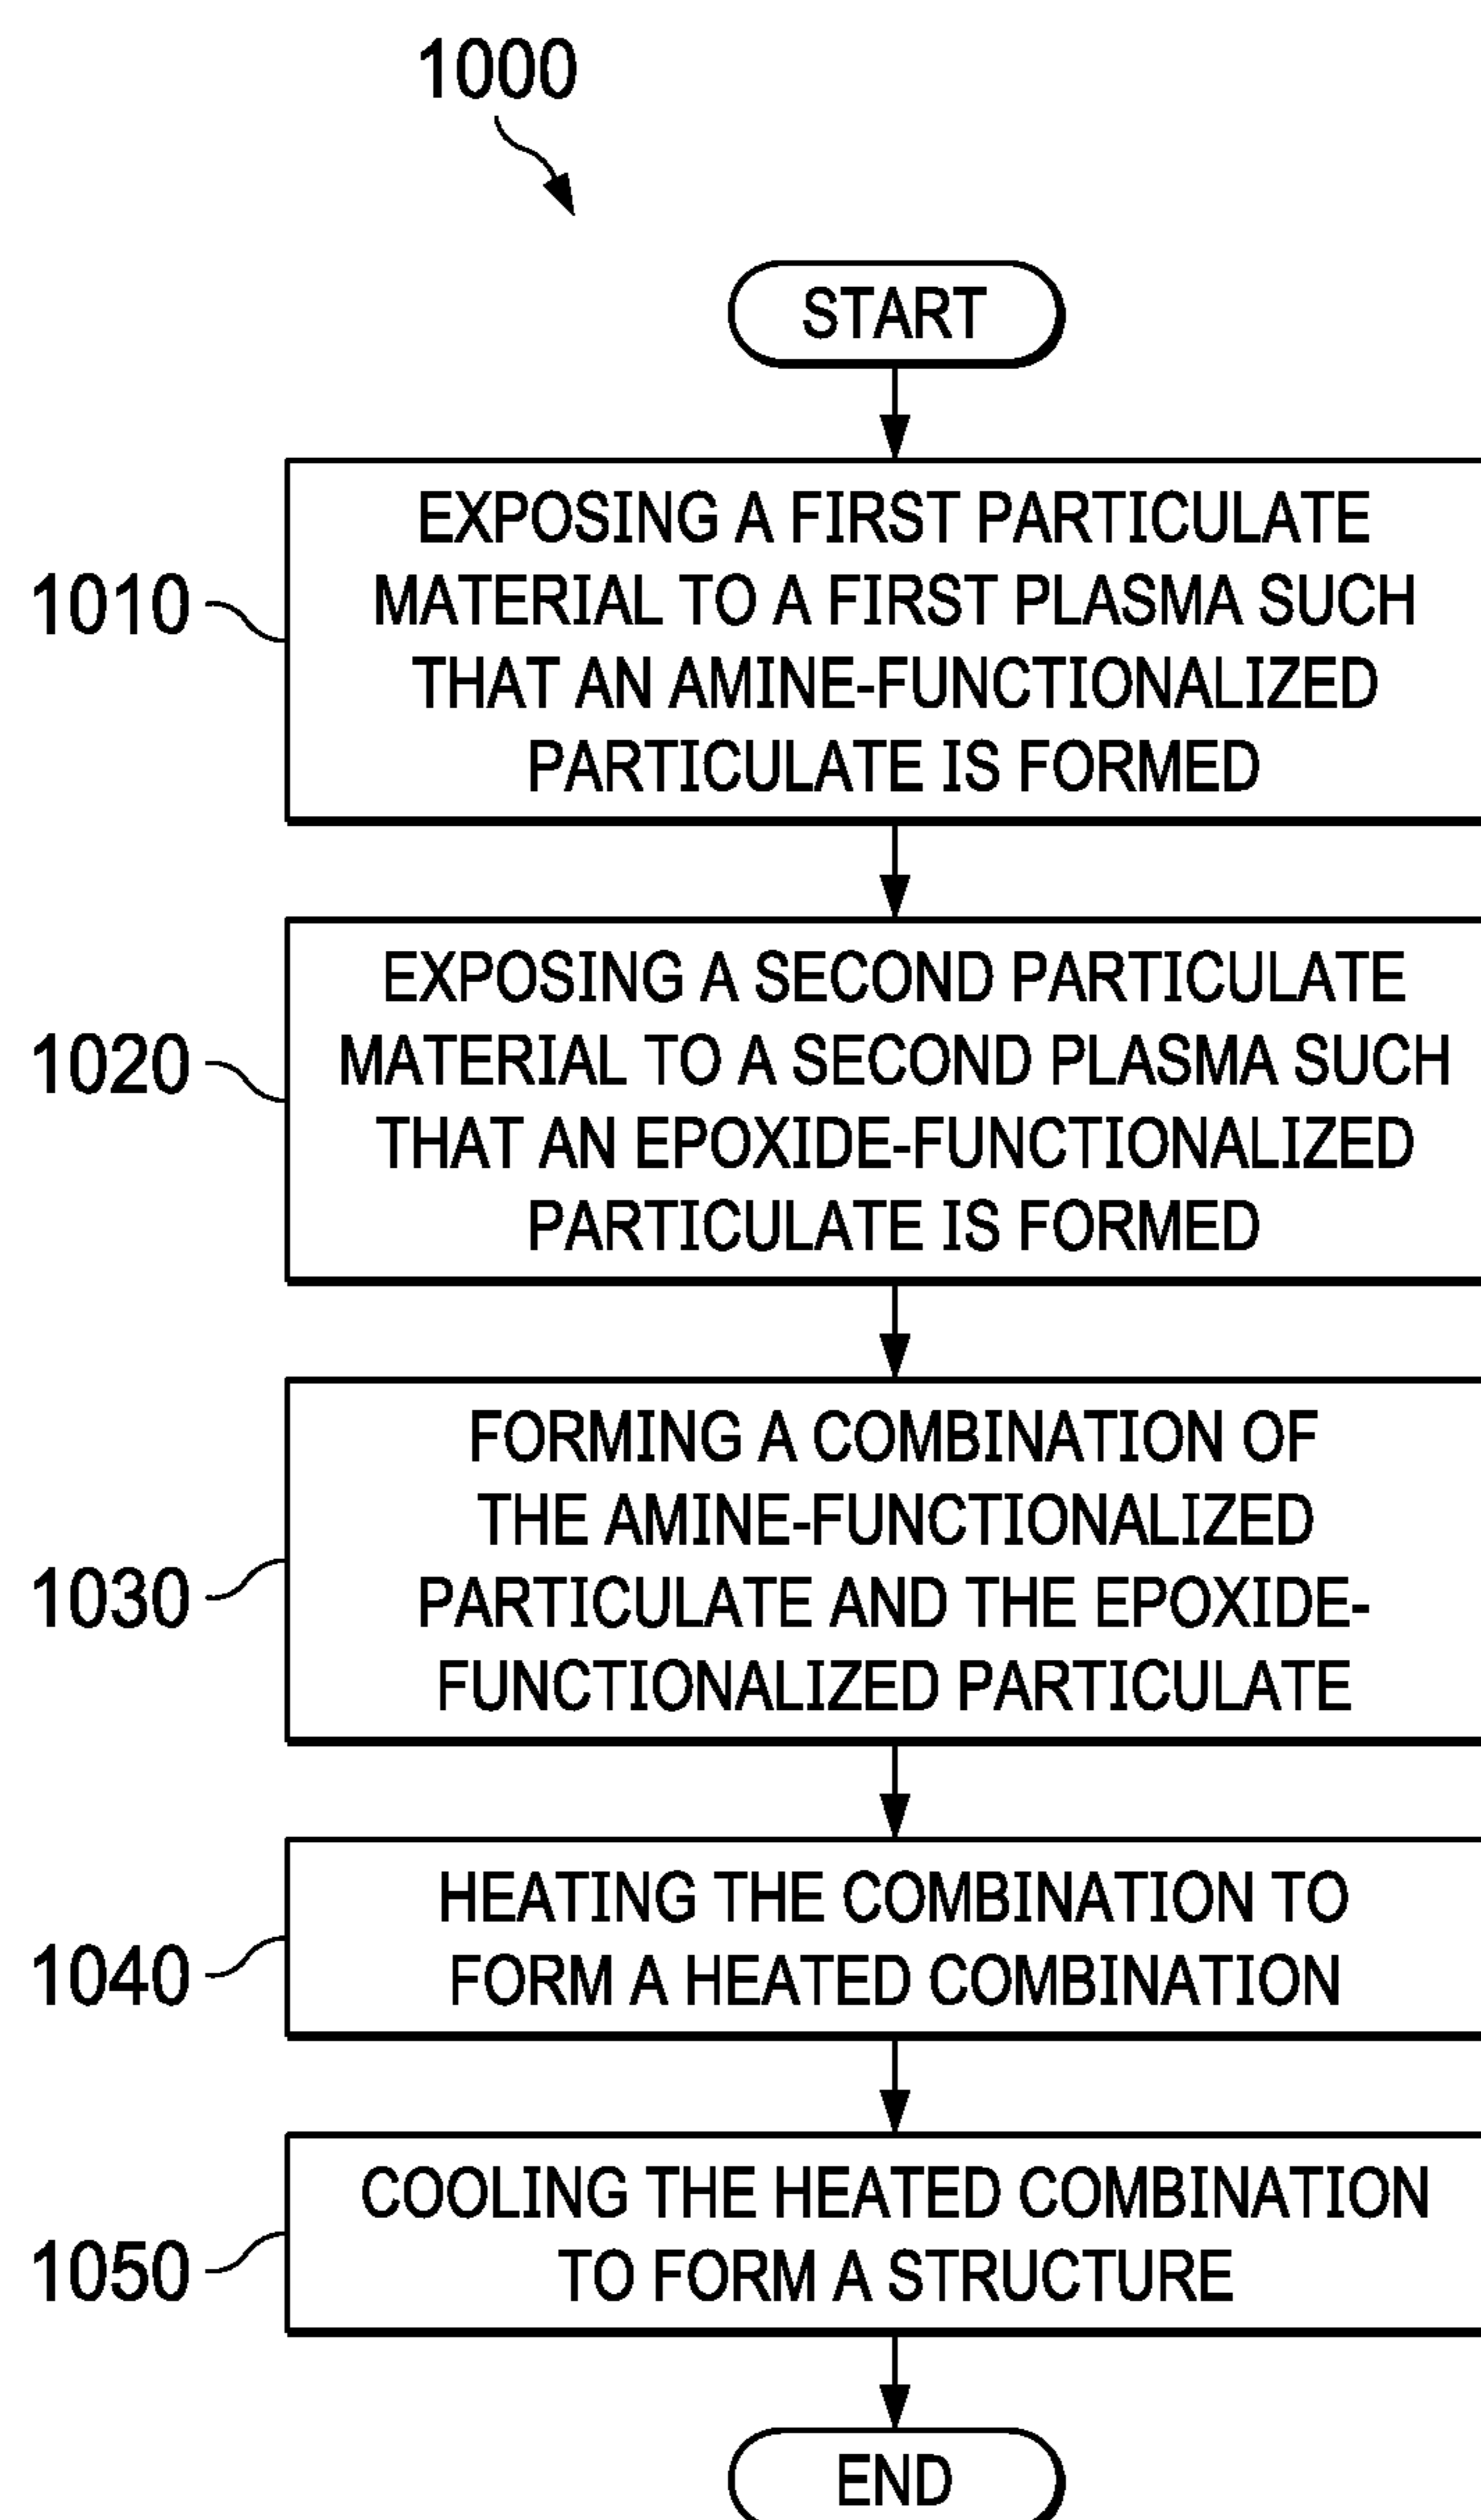 1000
START
EXPOSING A FIRST PARTICULATE
MATERIAL TO A FIRST PLASMA SUCH
THAT AN AMINE-FUNCTIONALIZED
PARTICULATE IS FORMED
1010
EXPOSING A SECOND PARTICULATE
MATERIAL TO A SECOND PLASMA SUCH
THAT AN EPOXIDE-FUNCTIONALIZED
PARTICULATE IS FORMED
1020
FORMING A COMBINATION OF
THE AMINE-FUNCTIONALIZED
PARTICULATE AND THE EPOXIDE-
FUNCTIONALIZED PARTICULATE
1030
HEATING THE COMBINATION TO
FORM A HEATED COMBINATION
1040
COOLING THE HEATED COMBINATION
TO FORM A STRUCTURE
1050
END